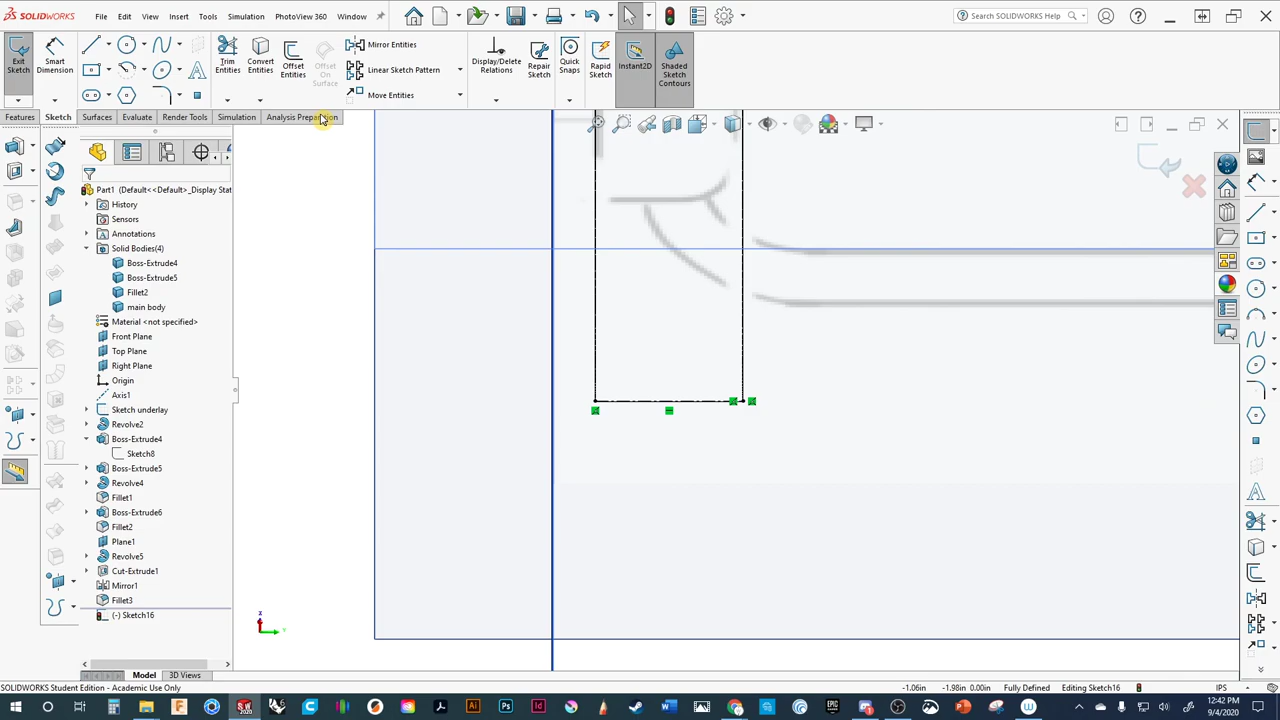 SOLIDWORKS
File Edit View Insert Tools Simulation PhotoView 360 Window
Search SOLIDWORKS Help
Exit Sketch
Smart Dimension
Trim Entities
Convert Entities
Offset Entities
Offset On Surface
Mirror Entities
Linear Sketch Pattern
Move Entities
Display/Delete Relations
Repair Sketch
Quick Snaps
Rapid Sketch
Instant2D
Shaded Sketch Contours
Features Sketch Surfaces Evaluate Render Tools Simulation Analysis Preparation
Part1 (Default<<Default>_Display Stat
History
Sensors
Annotations
Solid Bodies(4)
Boss-Extrude4
Boss-Extrude5
Fillet2
main body
Material <not specified>
Front Plane
Top Plane
Right Plane
Origin
Axis1
Sketch underlay
Revolve2
Boss-Extrude4
Sketch8
Boss-Extrude5
Revolve4
Fillet1
Boss-Extrude6
Fillet2
Plane1
Revolve5
Cut-Extrude1
Mirror1
Fillet3
(-) Sketch16
Model 3D Views
SOLIDWORKS Student Edition - Academic Use Only
-1.06in -1.98in 0.00in Fully Defined Editing Sketch16 IPS
12:42 PM
9/4/2020